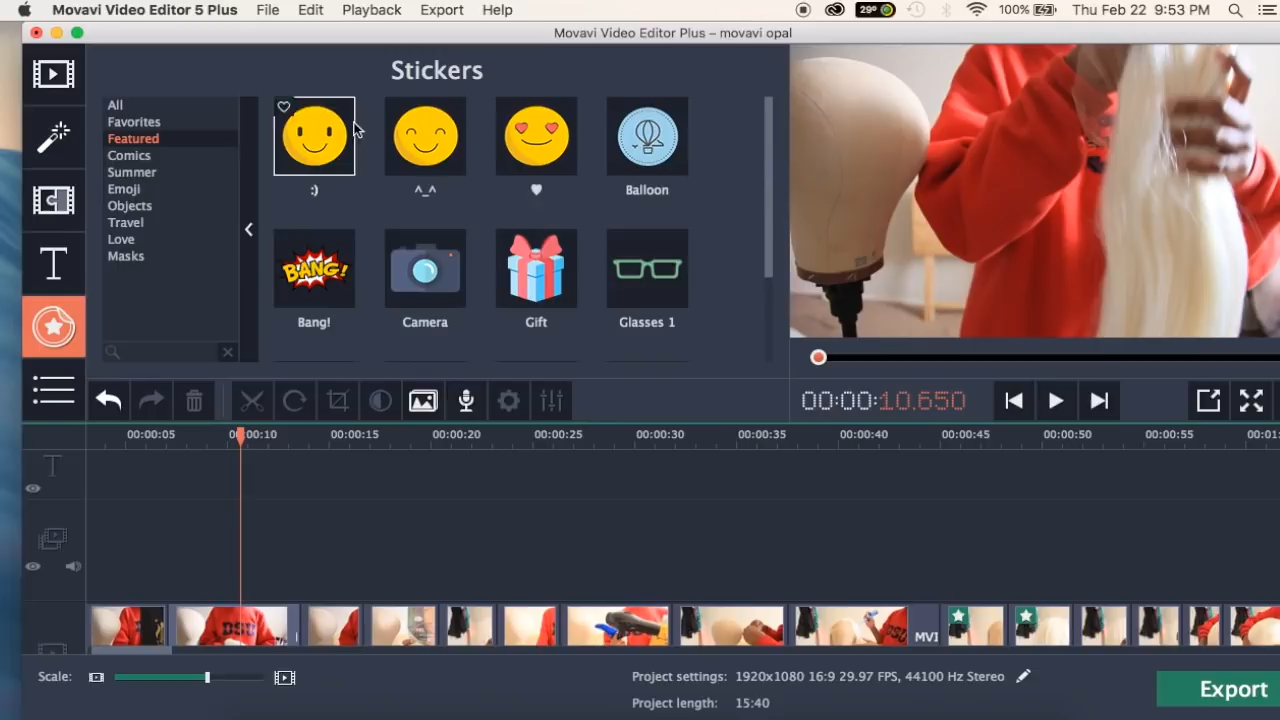 Movavi Video Editor 5 Plus File Edit Playback Export Help 29° 100% Thu Feb 22 9:53 PM
Movavi Video Editor Plus – movavi opal
Stickers
All
Favorites
Featured
Comics
Summer
Emoji
Objects
Travel
Love
Masks
:) ^_^ ♥ Balloon
BANG!
Bang! Camera Gift Glasses 1
00:00:10.650
00:00:05 00:00:10 00:00:15 00:00:20 00:00:25 00:00:30 00:00:35 00:00:40 00:00:45 00:00:50 00:00:55
T
DSU
MVI
Scale:
Project settings: 1920x1080 16:9 29.97 FPS, 44100 Hz Stereo
Project length: 15:40
Export